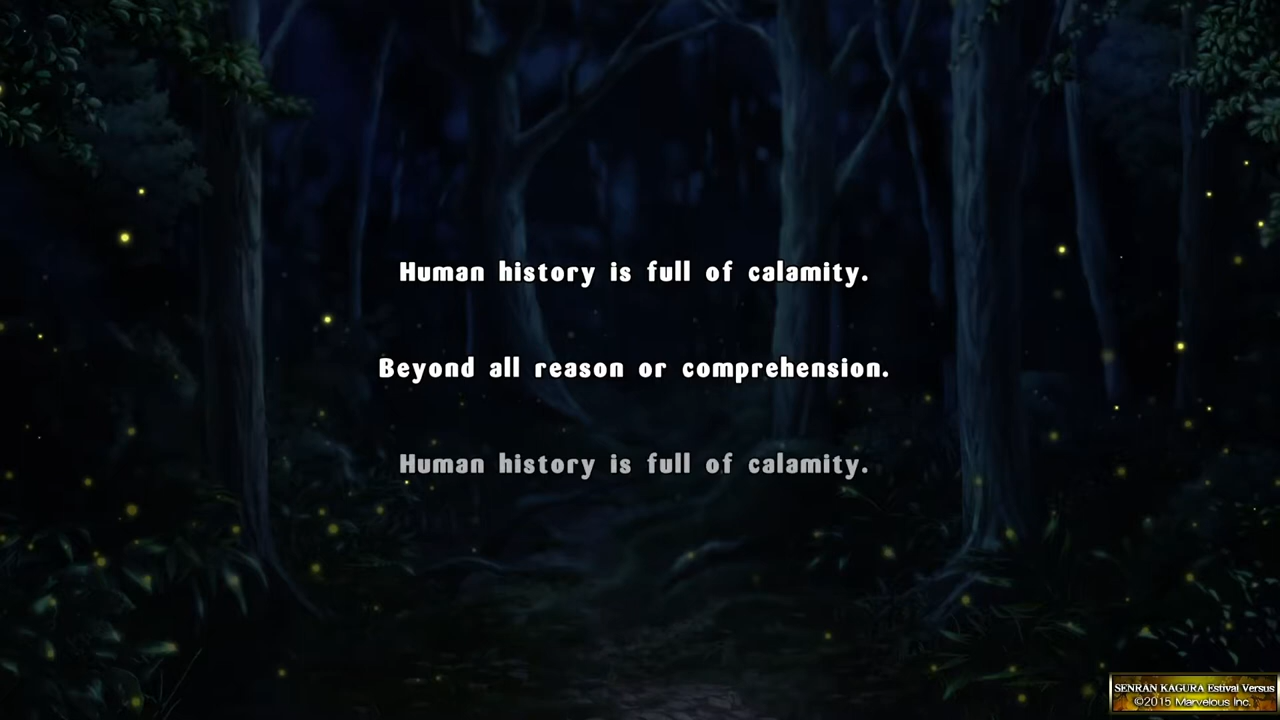 Human history is full of calamity.
Beyond all reason or comprehension.
Human history is full of calamity.
SENRAN KAGURA Estival Versus
©2015 Marvelous Inc.